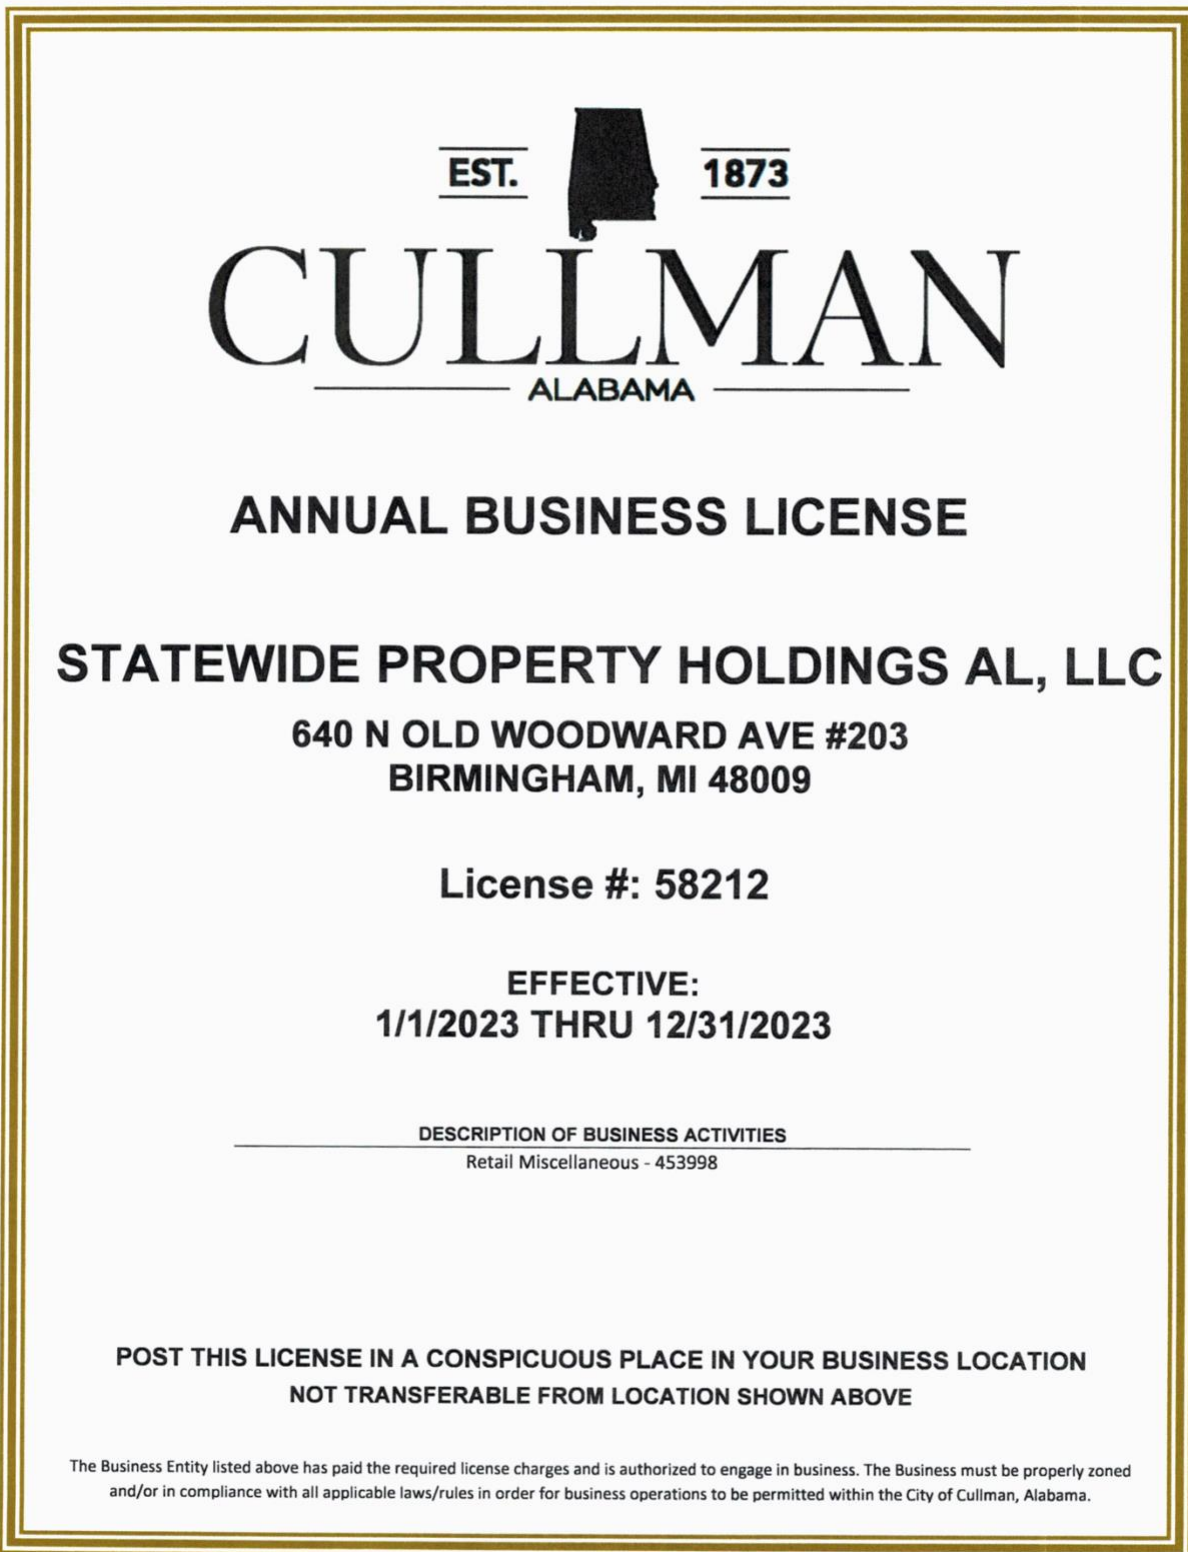 EST. 1873
CULLMAN
ALABAMA
ANNUAL BUSINESS LICENSE
STATEWIDE PROPERTY HOLDINGS AL, LLC
640 N OLD WOODWARD AVE #203
BIRMINGHAM, MI 48009
License #: 58212
EFFECTIVE:
1/1/2023 THRU 12/31/2023
DESCRIPTION OF BUSINESS ACTIVITIES
Retail Miscellaneous - 453998
POST THIS LICENSE IN A CONSPICUOUS PLACE IN YOUR BUSINESS LOCATION
NOT TRANSFERABLE FROM LOCATION SHOWN ABOVE
The Business Entity listed above has paid the required license charges and is authorized to engage in business. The Business must be properly zoned
and/or in compliance with all applicable laws/rules in order for business operations to be permitted within the City of Cullman, Alabama.